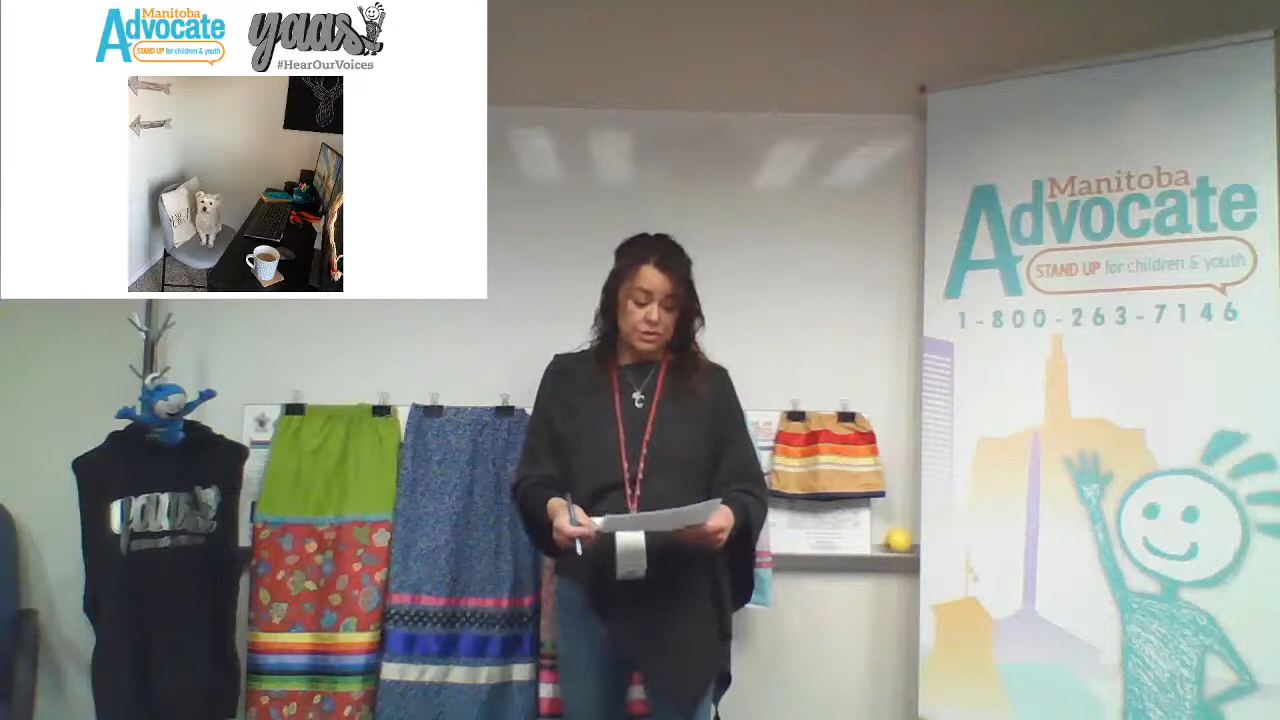 Manitoba
Advocate
STAND UP for children & youth
yaas!
#HearOurVoices
Manitoba
Advocate
STAND UP for children & youth
1-800-263-7146
yaas!